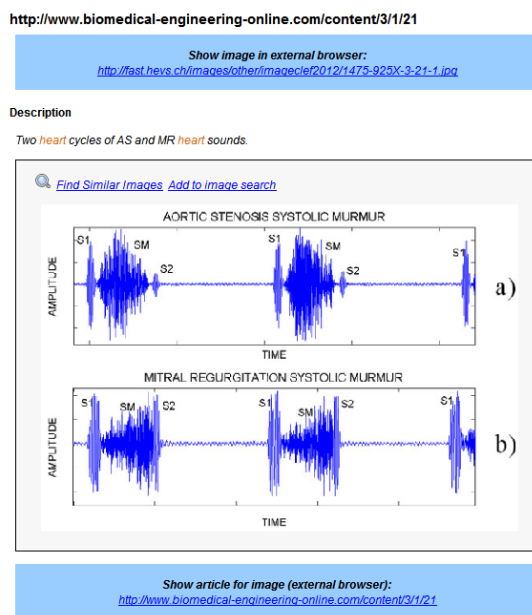 http://www.biomedical-engineering-online.com/content/3/1/21
Show image in external browser:
http://fast.hevs.ch/images/other/imageclef2012/1475-925X-3-21-1.jpg
Description
Two heart cycles of AS and MR heart sounds.
Find Similar Images Add to image search
AORTIC STENOSIS SYSTOLIC MURMUR
S1 SM S2 S1 SM S2 S1
AMPLITUDE
a)
TIME
MITRAL REGURGITATION SYSTOLIC MURMUR
S1 SM S2 S1 SM S2 S1
AMPLITUDE
b)
TIME
Show article for image (external browser):
http://www.biomedical-engineering-online.com/content/3/1/21